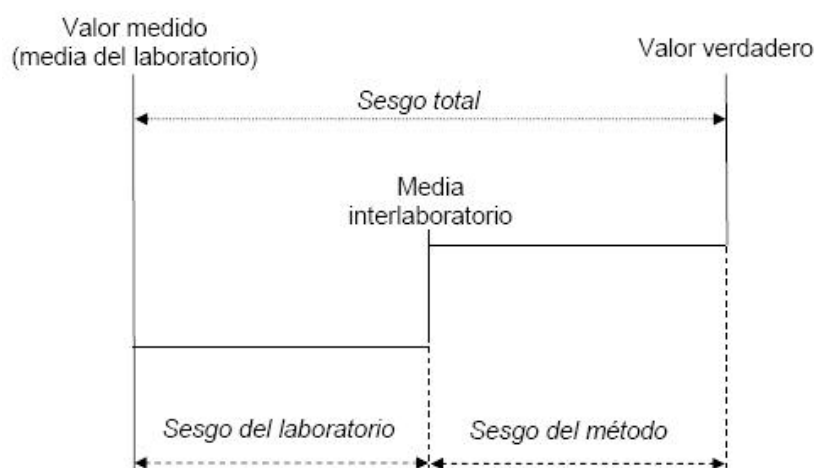 Valor medido
(media del laboratorio)
Valor verdadero
Sesgo total
Media
interlaboratorio
Sesgo del laboratorio
Sesgo del método